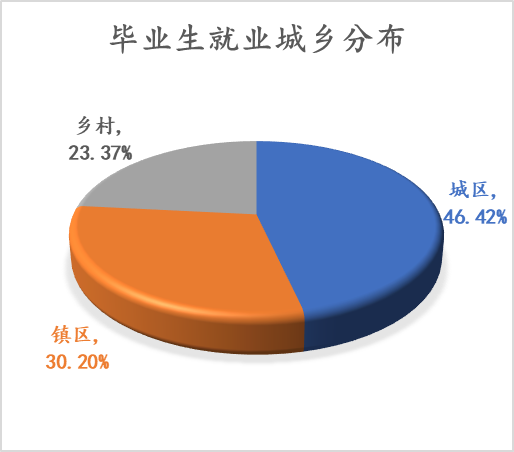 毕业生就业城乡分布
乡村,
23.37%
城区,
46.42%
镇区,
30.20%